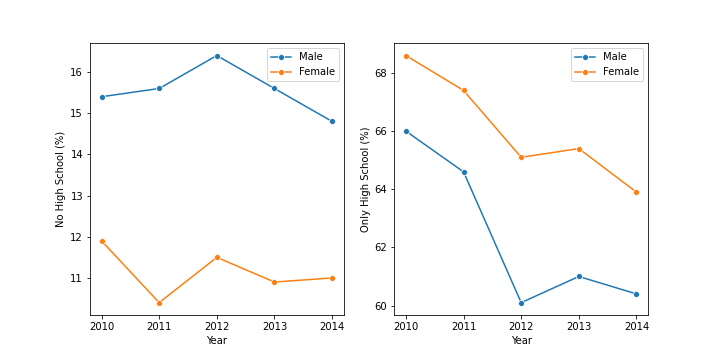 No High School (%)
16
15
14
13
12
11
2010 2011 2012 2013 2014
Year
Male
Female
Only High School (%)
68
66
64
62
60
2010 2011 2012 2013 2014
Year
Male
Female